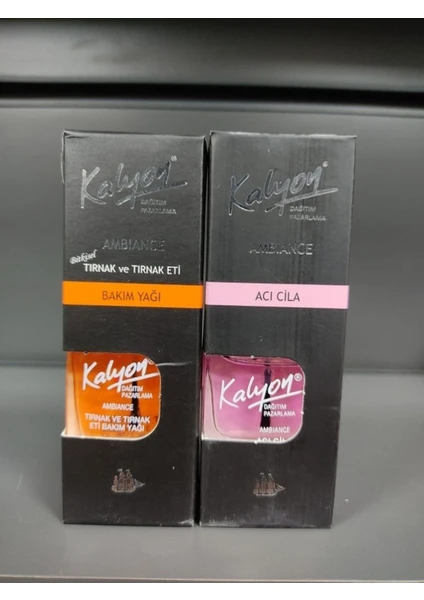 Kalyon®
DAĞITIM
PAZARLAMA
AMBIANCE
Bitkisel
TIRNAK ve TIRNAK ETİ
BAKIM YAĞI
Kalyon®
DAĞITIM
PAZARLAMA
AMBIANCE
TIRNAK VE TIRNAK
ETİ BAKIM YAĞI
Kalyon®
DAĞITIM
PAZARLAMA
AMBIANCE
ACI CİLA
Kalyon®
DAĞITIM
PAZARLAMA
AMBIANCE